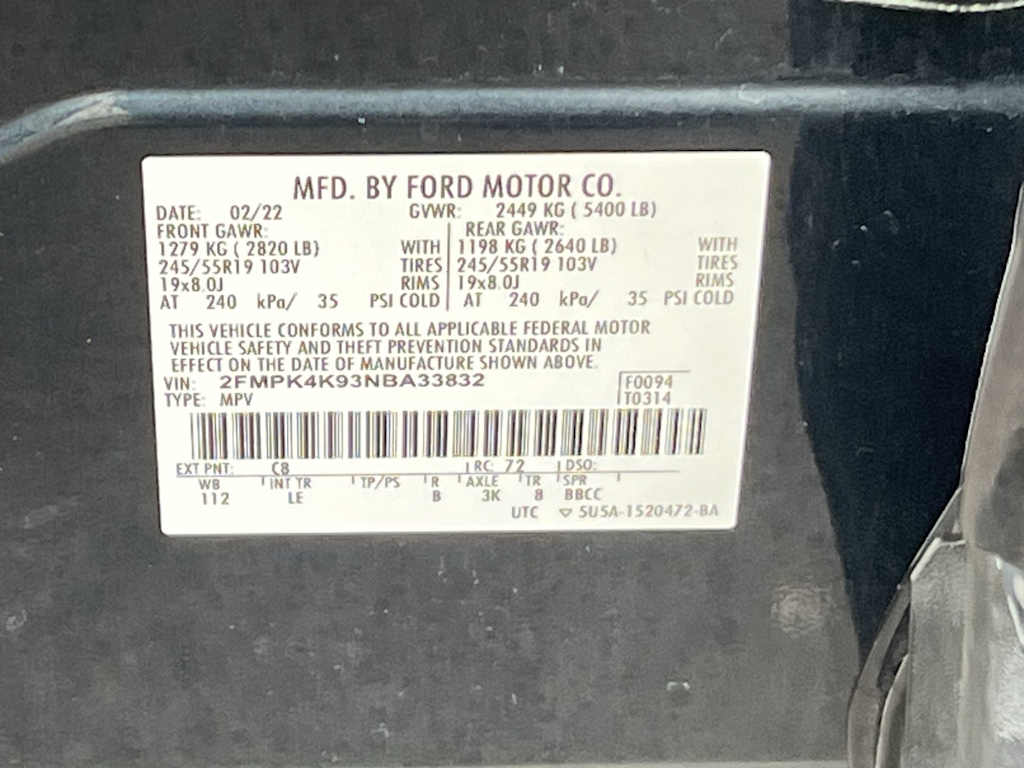 MFD. BY FORD MOTOR CO.
DATE: 02/22 GVWR: 2449 KG ( 5400 LB)
FRONT GAWR: REAR GAWR:
1279 KG ( 2820 LB) WITH 1198 KG ( 2640 LB) WITH
245/55R19 103V TIRES 245/55R19 103V TIRES
19x8.0J RIMS 19x8.0J RIMS
AT 240 kPa/ 35 PSI COLD AT 240 kPa/ 35 PSI COLD
THIS VEHICLE CONFORMS TO ALL APPLICABLE FEDERAL MOTOR
VEHICLE SAFETY AND THEFT PREVENTION STANDARDS IN
EFFECT ON THE DATE OF MANUFACTURE SHOWN ABOVE.
VIN: 2FMPK4K93NBA33832 F0094
TYPE: MPV T0314
EXT PNT: C8 RC: 72 DSO:
WB INT TR TP/PS R AXLE TR SPR
112 LE B 3K 8 BBCC
UTC ▽ 5U5A-1520472-BA